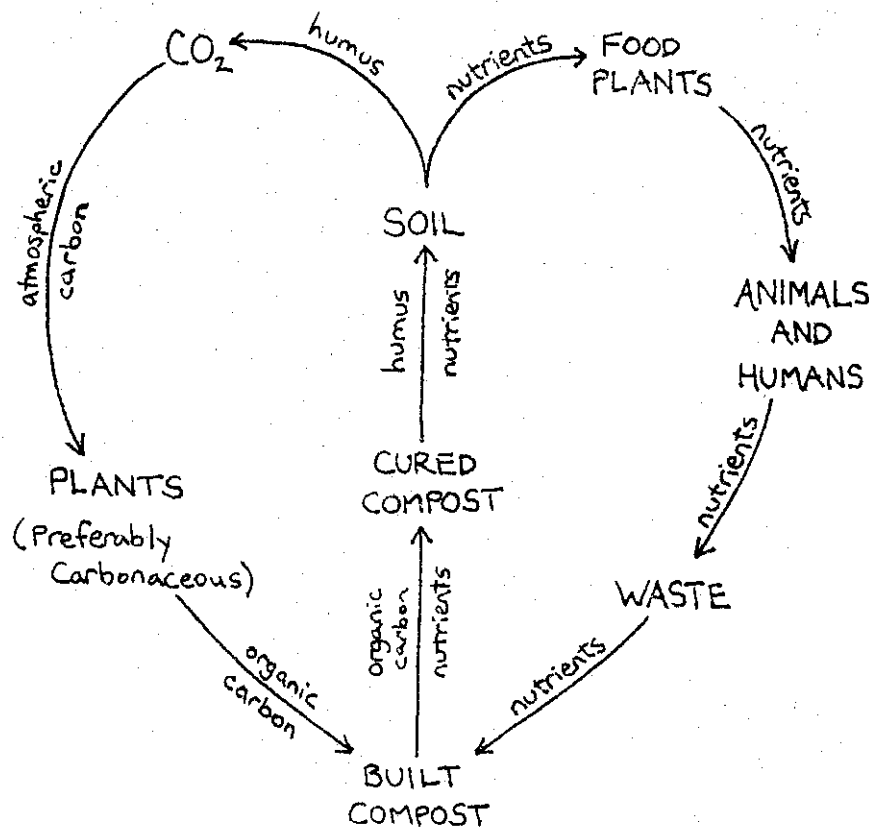 CO₂
humus
nutrients
FOOD
PLANTS
nutrients
atmospheric
carbon
SOIL
humus
nutrients
ANIMALS
AND
HUMANS
nutrients
CURED
COMPOST
PLANTS
(Preferably
Carbonaceous)
WASTE
organic
carbon
organic
carbon
nutrients
nutrients
BUILT
COMPOST